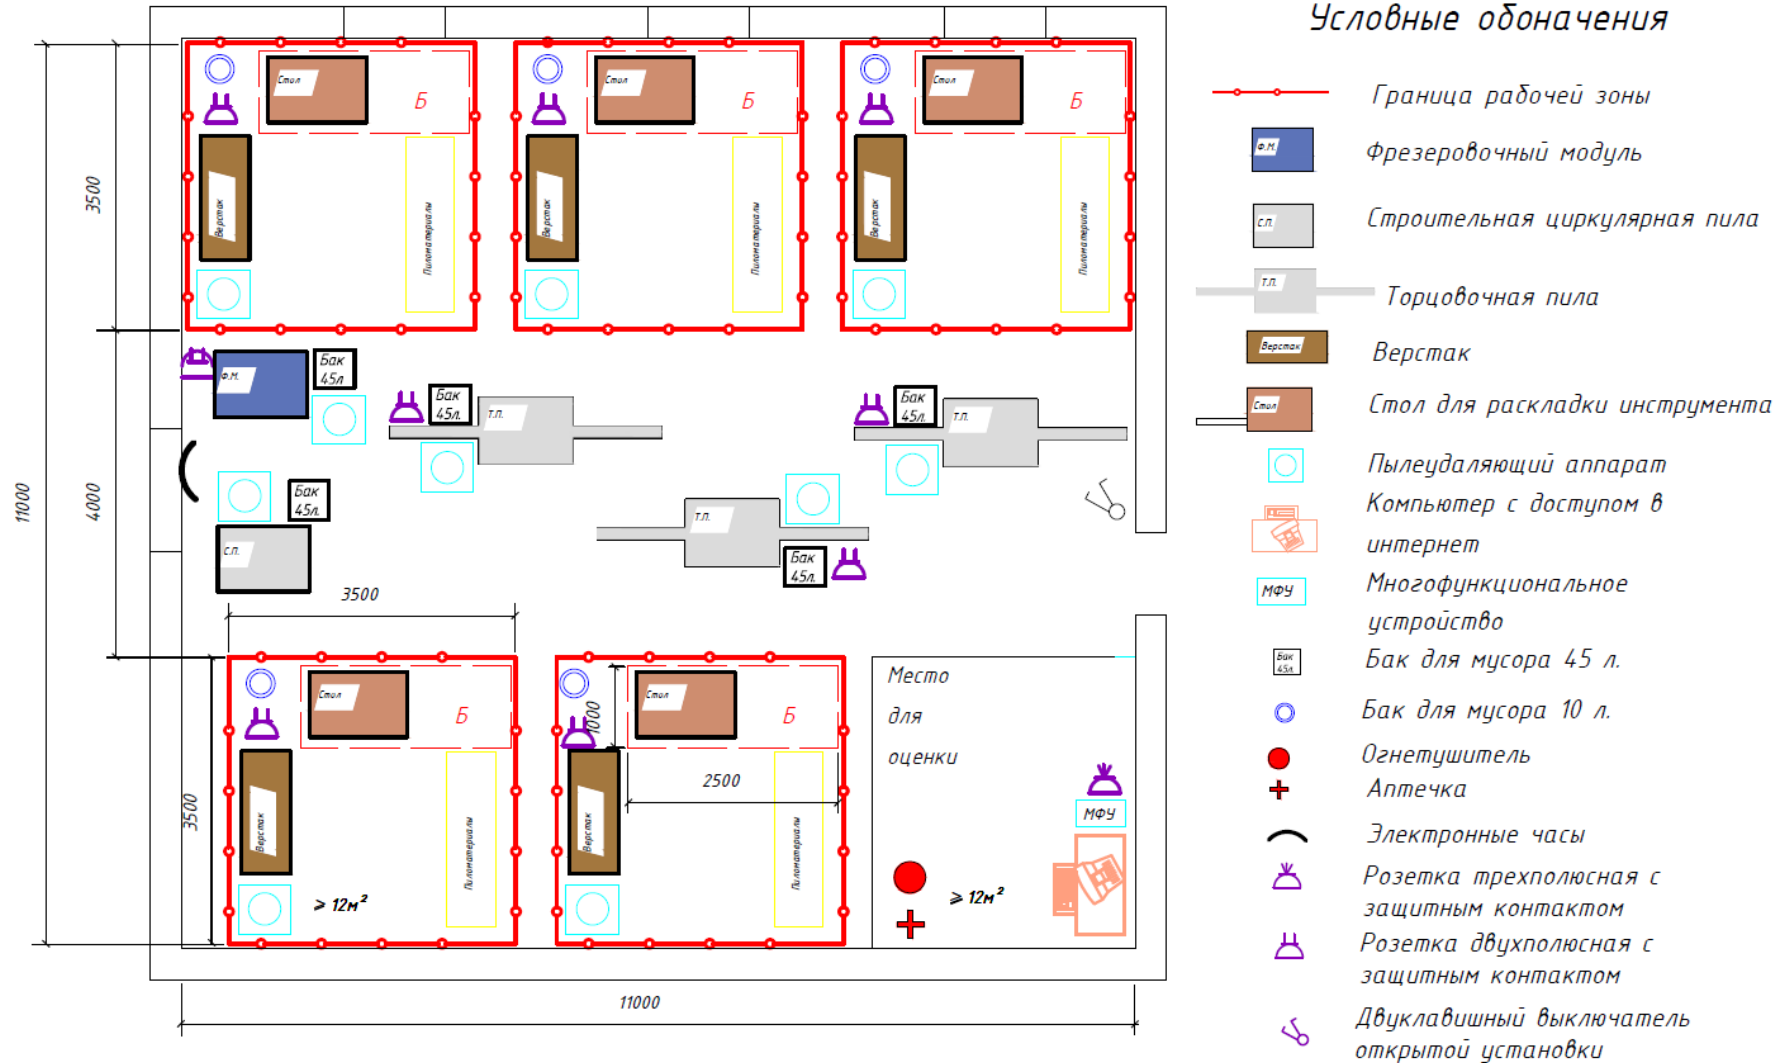 Условные обоначения
Граница рабочей зоны
Ф.М.
Фрезеровочный модуль
С.П.
Строительная циркулярная пила
Т.П.
Торцовочная пила
Верстак
Верстак
Стол
Стол для раскладки инструмента
Пылеудаляющий аппарат
Компьютер с доступом в
интернет
МФУ
Многофункциональное
устройство
Бак
45л.
Бак для мусора 45 л.
Бак для мусора 10 л.
Огнетушитель
Аптечка
Электронные часы
Розетка трехполюсная с
защитным контактом
Розетка двухполюсная с
защитным контактом
Двуклавишный выключатель
открытой установки
Стол
Б
Верстак
Пиломатериалы
Стол
Б
Верстак
Пиломатериалы
Стол
Б
Верстак
Пиломатериалы
3500
11000
4000
Ф.М.
Бак
45л
Бак
45л.
Т.П.
Бак
45л.
Т.П.
Бак
45л.
С.П.
Т.П.
Бак
45л.
3500
3500
Стол
Б
Верстак
Пиломатериалы
≥ 12м²
Стол
Б
1000
2500
Верстак
Пиломатериалы
Место
для
оценки
МФУ
≥ 12м²
11000